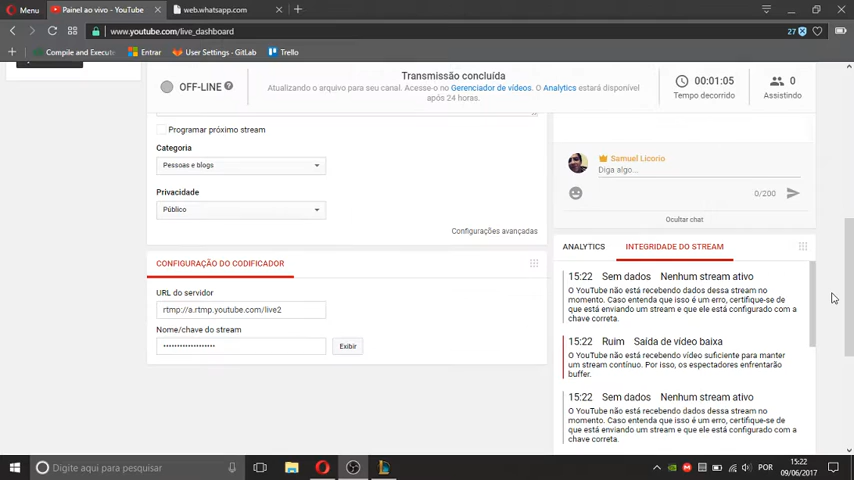 Menu
Painel ao vivo - YouTube
web.whatsapp.com
www.youtube.com/live_dashboard
27
Compile and Execute
Entrar
User Settings - GitLab
Trello
OFF-LINE
Transmissão concluída
Atualizando o arquivo para seu canal. Acesse-o no Gerenciador de vídeos. O Analytics estará disponível
após 24 horas.
00:01:05
Tempo decorrido
0
Assistindo
Programar próximo stream
Categoria
Pessoas e blogs
Privacidade
Público
Configurações avançadas
CONFIGURAÇÃO DO CODIFICADOR
URL do servidor
rtmp://a.rtmp.youtube.com/live2
Nome/chave do stream
Exibir
Samuel Licorio
Diga algo...
0/200
Ocultar chat
ANALYTICS
INTEGRIDADE DO STREAM
15:22 Sem dados Nenhum stream ativo
O YouTube não está recebendo dados dessa stream no
momento. Caso entenda que isso é um erro, certifique-se de
que está enviando um stream e que ele está configurado com a
chave correta.
15:22 Ruim Saída de vídeo baixa
O YouTube não está recebendo vídeo suficiente para manter
um stream contínuo. Por isso, os espectadores enfrentarão
buffer.
15:22 Sem dados Nenhum stream ativo
O YouTube não está recebendo dados dessa stream no
momento. Caso entenda que isso é um erro, certifique-se de
que está enviando um stream e que ele está configurado com a
chave correta.
Digite aqui para pesquisar
POR
15:22
09/06/2017